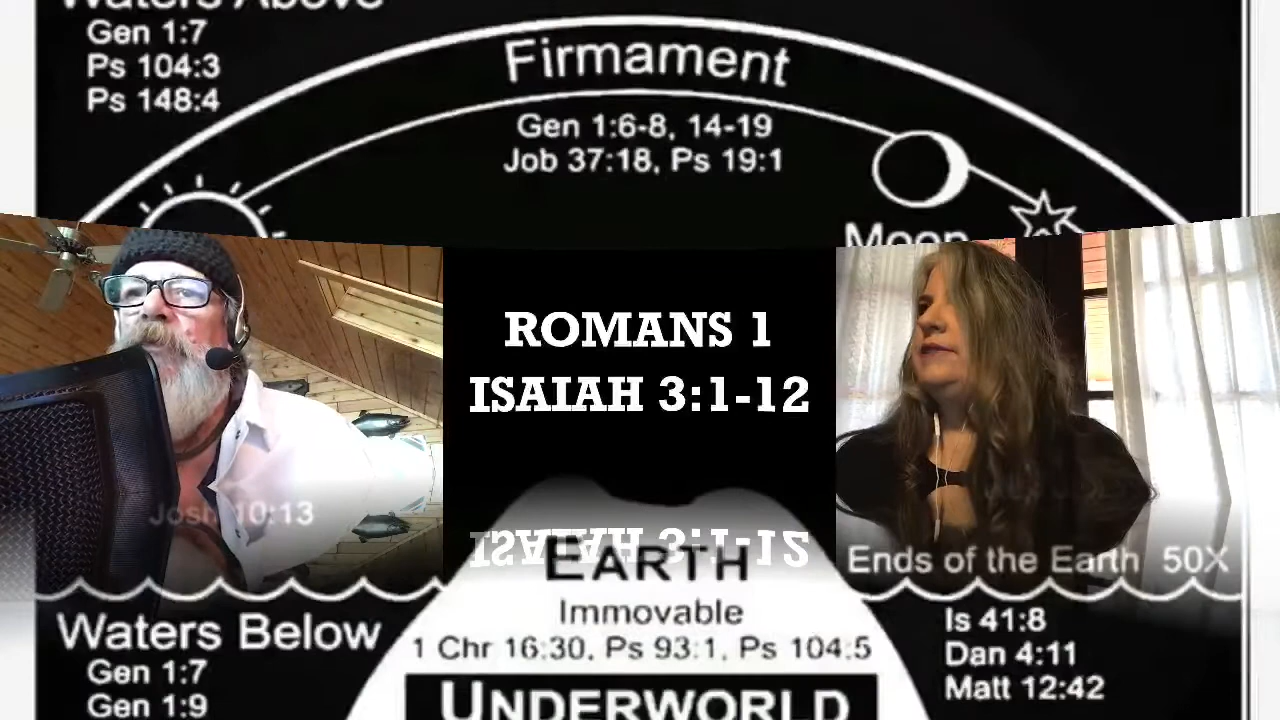 Waters Above
Gen 1:7
Ps 104:3
Ps 148:4
Firmament
Gen 1:6-8, 14-19
Job 37:18, Ps 19:1
Moon
ROMANS 1
ISAIAH 3:1-12
Josh 10:13
ISAIAH 3:1-12
EARTH
Immovable
1 Chr 16:30, Ps 93:1, Ps 104:5
UNDERWORLD
Ends of the Earth 50X
Is 41:8
Dan 4:11
Matt 12:42
Waters Below
Gen 1:7
Gen 1:9